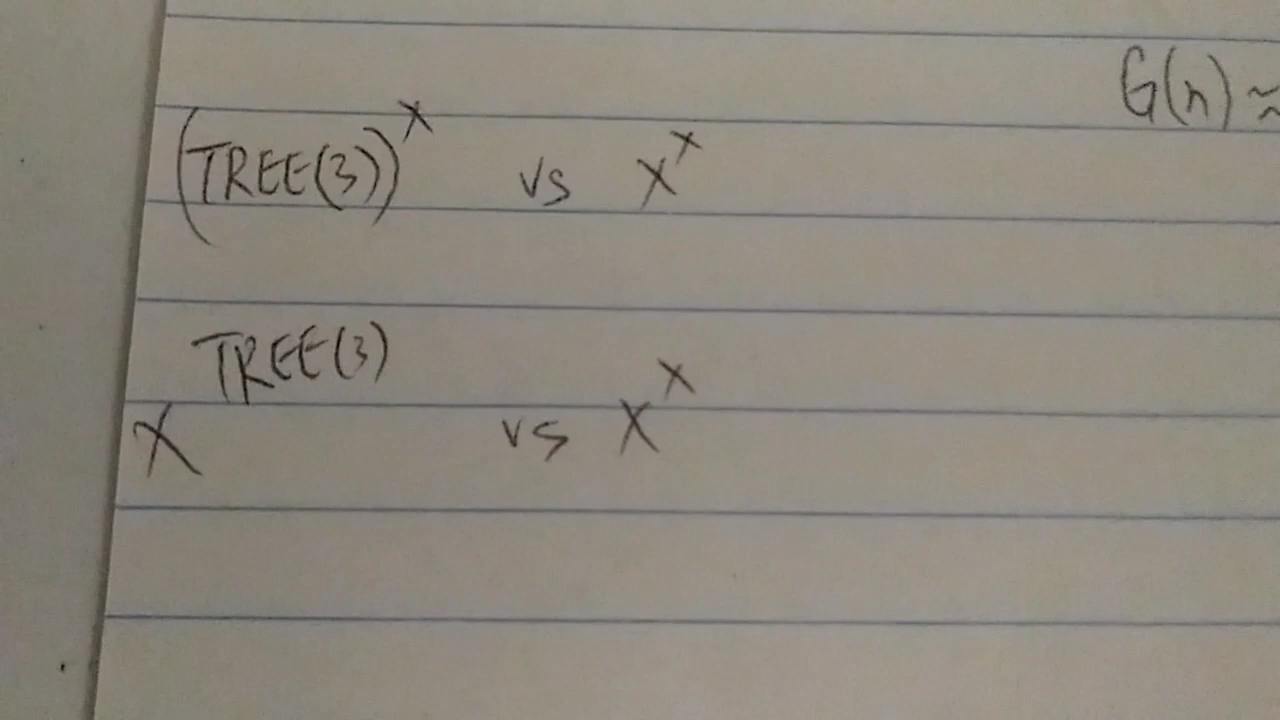 G(n) ≈
(TREE(3))^x vs x^x
x^TREE(3) vs x^x